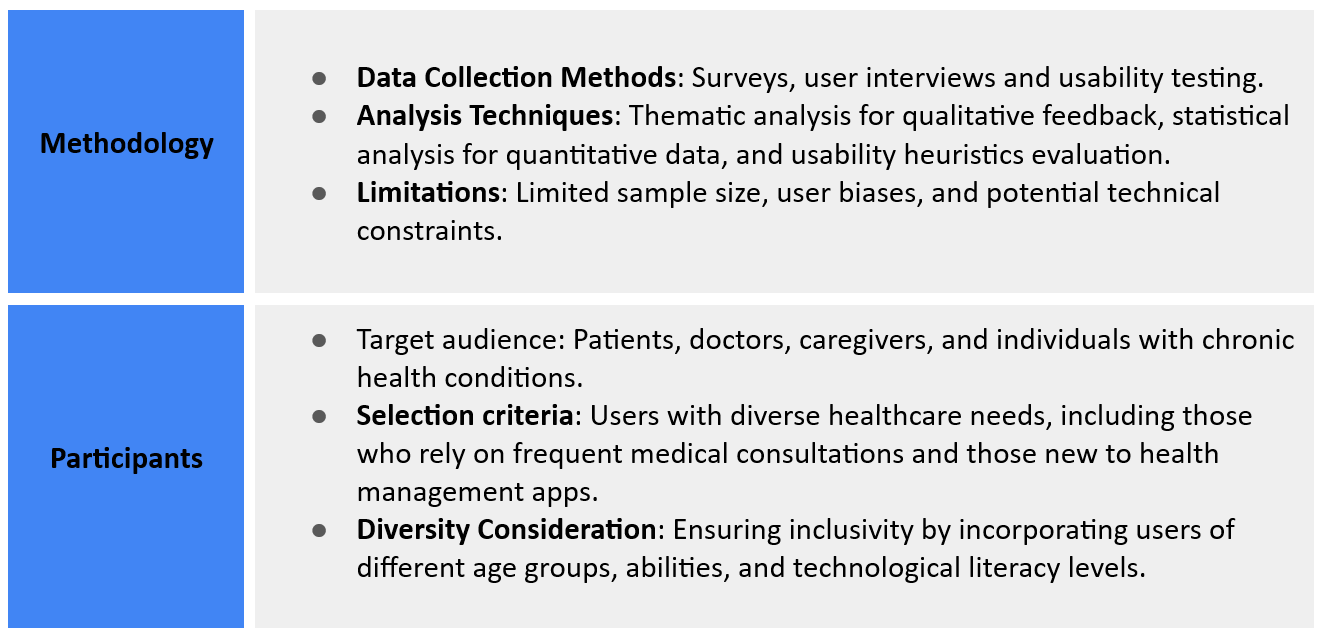 Methodology
● Data Collection Methods: Surveys, user interviews and usability testing.
● Analysis Techniques: Thematic analysis for qualitative feedback, statistical
analysis for quantitative data, and usability heuristics evaluation.
● Limitations: Limited sample size, user biases, and potential technical
constraints.
Participants
● Target audience: Patients, doctors, caregivers, and individuals with chronic
health conditions.
● Selection criteria: Users with diverse healthcare needs, including those
who rely on frequent medical consultations and those new to health
management apps.
● Diversity Consideration: Ensuring inclusivity by incorporating users of
different age groups, abilities, and technological literacy levels.